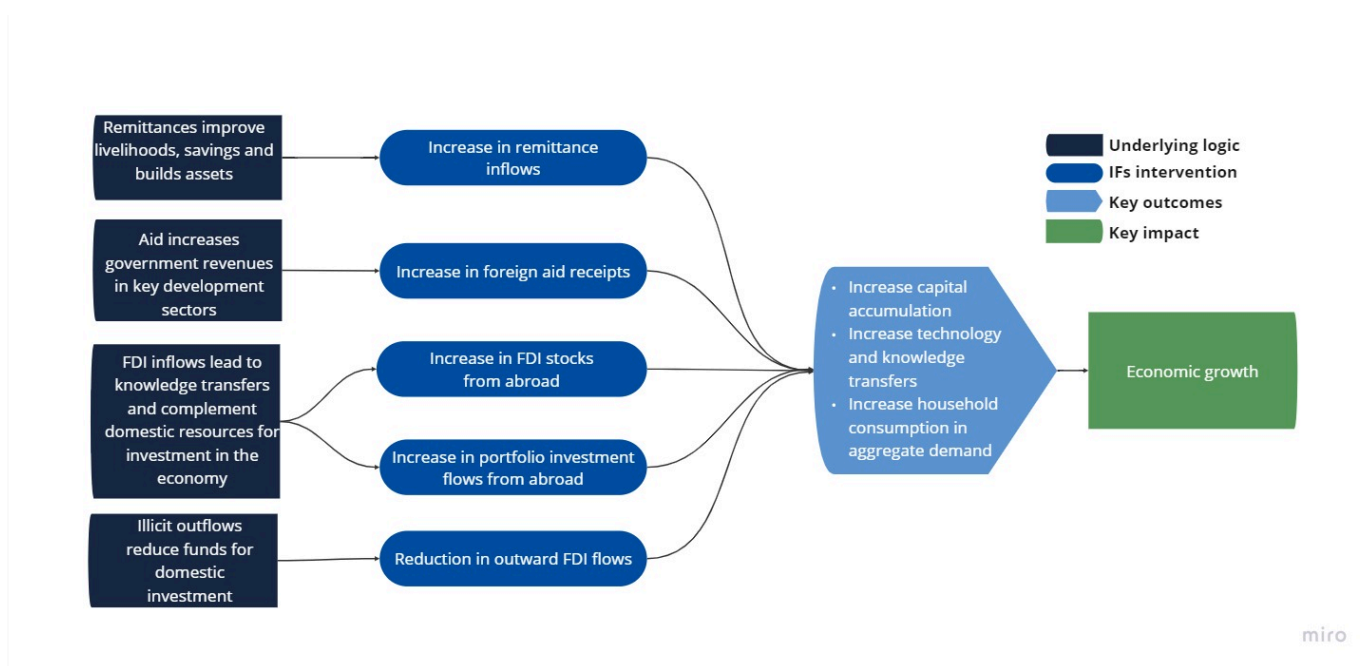 Remittances improve
livelihoods, savings and
builds assets
Increase in remittance
inflows
Aid increases
government revenues
in key development
sectors
Increase in foreign aid receipts
FDI inflows lead to
knowledge transfers
and complement
domestic resources for
investment in the
economy
Increase in FDI stocks
from abroad
Increase in portfolio investment
flows from abroad
Illicit outflows
reduce funds for
domestic
investment
Reduction in outward FDI flows
• Increase capital
accumulation
• Increase technology
and knowledge
transfers
• Increase household
consumption in
aggregate demand
Economic growth
Underlying logic
IFs intervention
Key outcomes
Key impact
miro